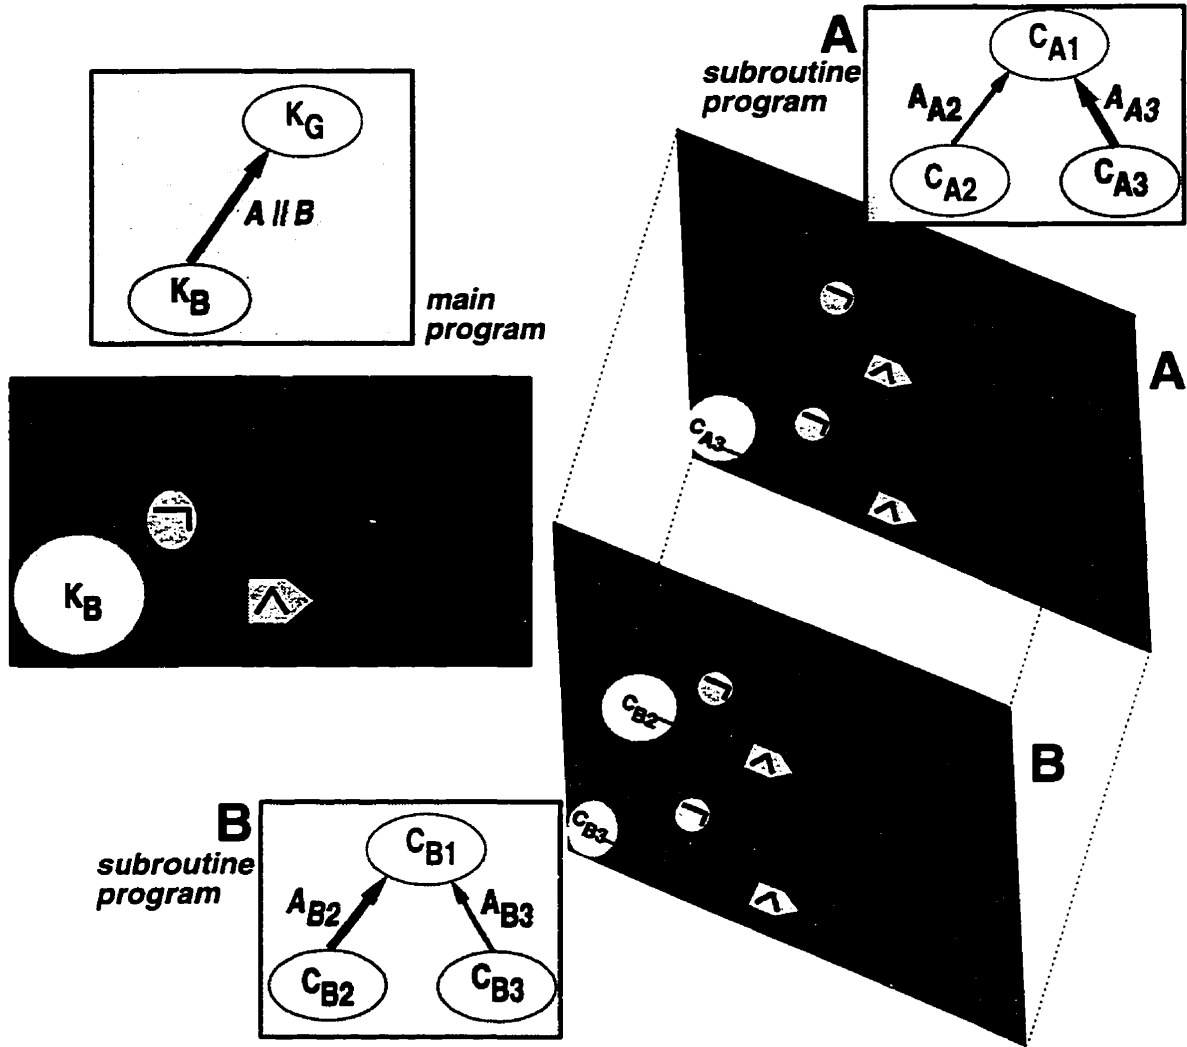 A
subroutine
program
C_A1
A_A2
A_A3
C_A2
C_A3
K_G
A || B
K_B
main
program
¬
∧
A
C_A3
¬
∧
¬
K_B
∧
C_B2
¬
∧
B
C_B3
¬
∧
B
subroutine
program
C_B1
A_B2
A_B3
C_B2
C_B3